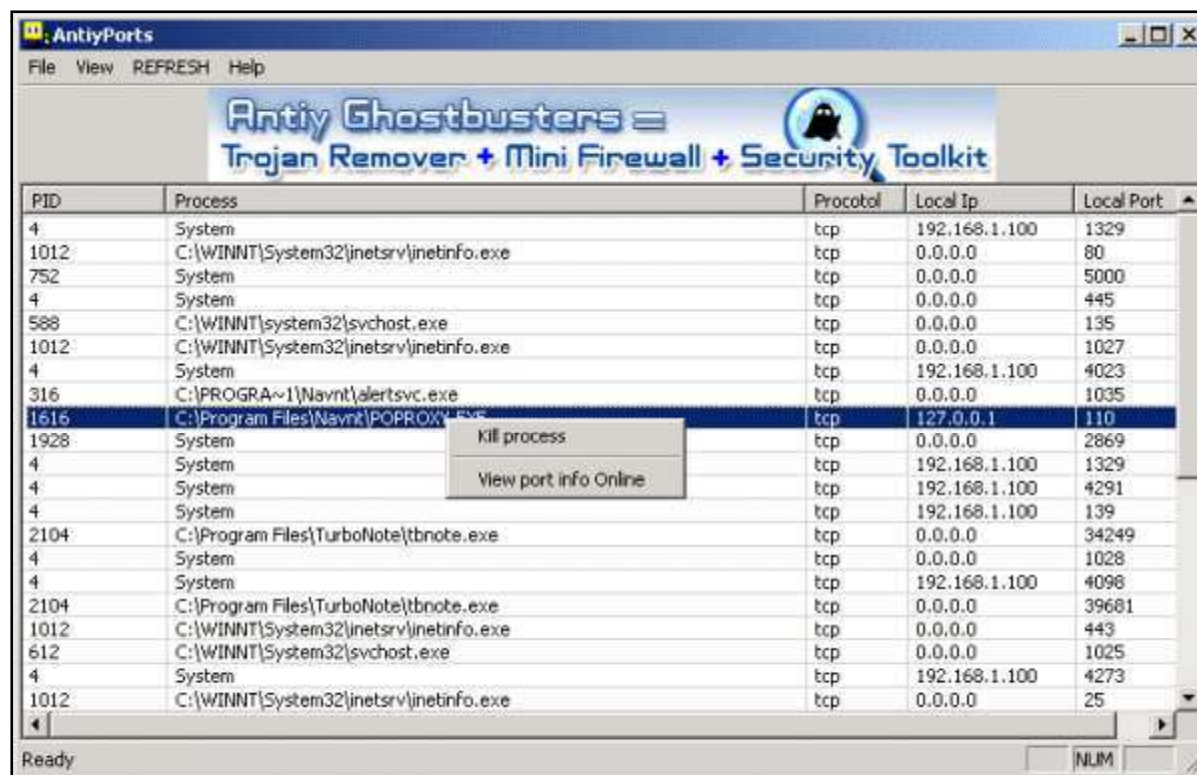 AntiyPorts
File View REFRESH Help
Antiy Ghostbusters =
Trojan Remover + Mini Firewall + Security Toolkit
PID Process Procotol Local Ip Local Port
4 System tcp 192.168.1.100 1329
1012 C:\WINNT\System32\inetsrv\inetinfo.exe tcp 0.0.0.0 80
752 System tcp 0.0.0.0 5000
4 System tcp 0.0.0.0 445
588 C:\WINNT\system32\svchost.exe tcp 0.0.0.0 135
1012 C:\WINNT\System32\inetsrv\inetinfo.exe tcp 0.0.0.0 1027
4 System tcp 192.168.1.100 4023
316 C:\PROGRA~1\Navnt\alertsvc.exe tcp 0.0.0.0 1035
1616 C:\Program Files\Navnt\POPROXY.EXE tcp 127.0.0.1 110
Kill process
1928 System tcp 0.0.0.0 2869
4 System tcp 192.168.1.100 1329
View port info Online
4 System tcp 192.168.1.100 4291
4 System tcp 192.168.1.100 139
2104 C:\Program Files\TurboNote\tbnote.exe tcp 0.0.0.0 34249
4 System tcp 0.0.0.0 1028
4 System tcp 192.168.1.100 4098
2104 C:\Program Files\TurboNote\tbnote.exe tcp 0.0.0.0 39681
1012 C:\WINNT\System32\inetsrv\inetinfo.exe tcp 0.0.0.0 443
612 C:\WINNT\System32\svchost.exe tcp 0.0.0.0 1025
4 System tcp 192.168.1.100 4273
1012 C:\WINNT\System32\inetsrv\inetinfo.exe tcp 0.0.0.0 25
Ready NUM